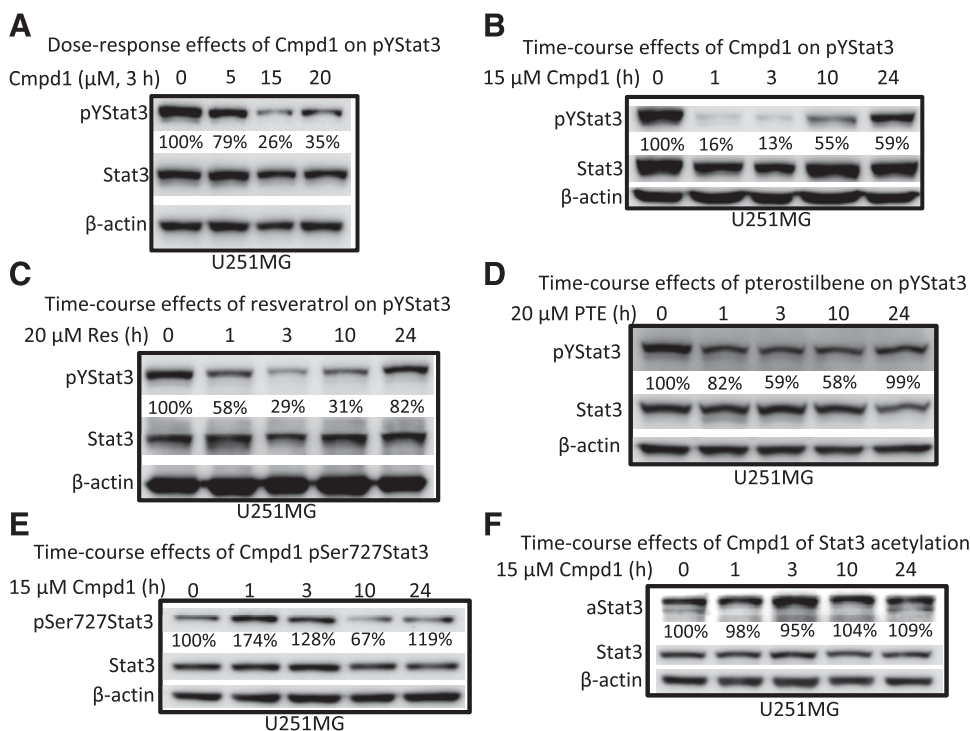 A
Dose-response effects of Cmpd1 on pYStat3
Cmpd1 (μM, 3 h) 0 5 15 20
pYStat3
100% 79% 26% 35%
Stat3
β-actin
U251MG
B
Time-course effects of Cmpd1 on pYStat3
15 μM Cmpd1 (h) 0 1 3 10 24
pYStat3
100% 16% 13% 55% 59%
Stat3
β-actin
U251MG
C
Time-course effects of resveratrol on pYStat3
20 μM Res (h) 0 1 3 10 24
pYStat3
100% 58% 29% 31% 82%
Stat3
β-actin
U251MG
D
Time-course effects of pterostilbene on pYStat3
20 μM PTE (h) 0 1 3 10 24
pYStat3
100% 82% 59% 58% 99%
Stat3
β-actin
U251MG
E
Time-course effects of Cmpd1 pSer727Stat3
15 μM Cmpd1 (h) 0 1 3 10 24
pSer727Stat3
100% 174% 128% 67% 119%
Stat3
β-actin
U251MG
F
Time-course effects of Cmpd1 of Stat3 acetylation
15 μM Cmpd1 (h) 0 1 3 10 24
aStat3
100% 98% 95% 104% 109%
Stat3
β-actin
U251MG